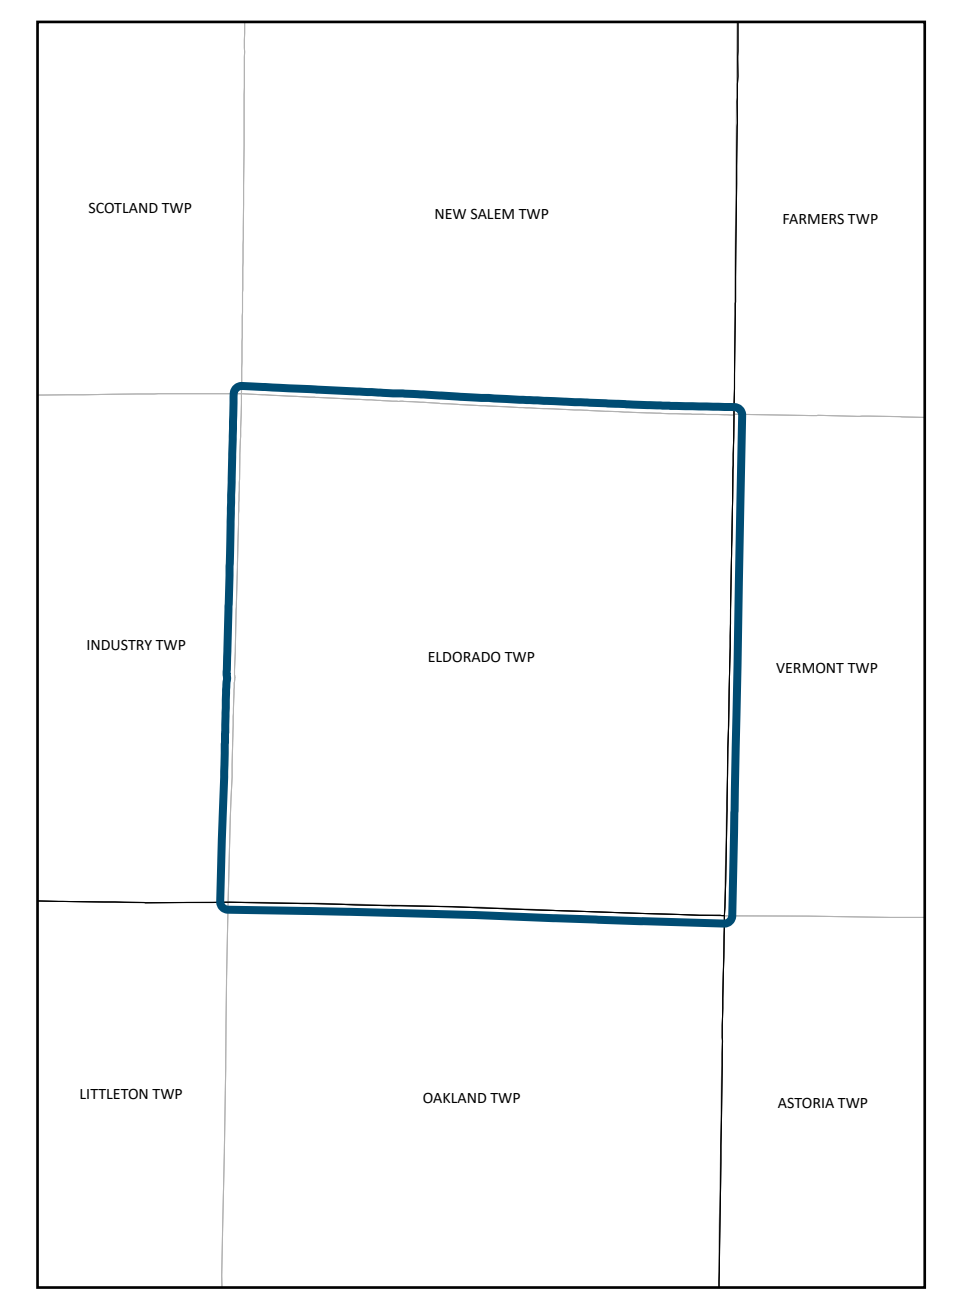 SCOTLAND TWP
NEW SALEM TWP
FARMERS TWP
INDUSTRY TWP
ELDORADO TWP
VERMONT TWP
LITTLETON TWP
OAKLAND TWP
ASTORIA TWP